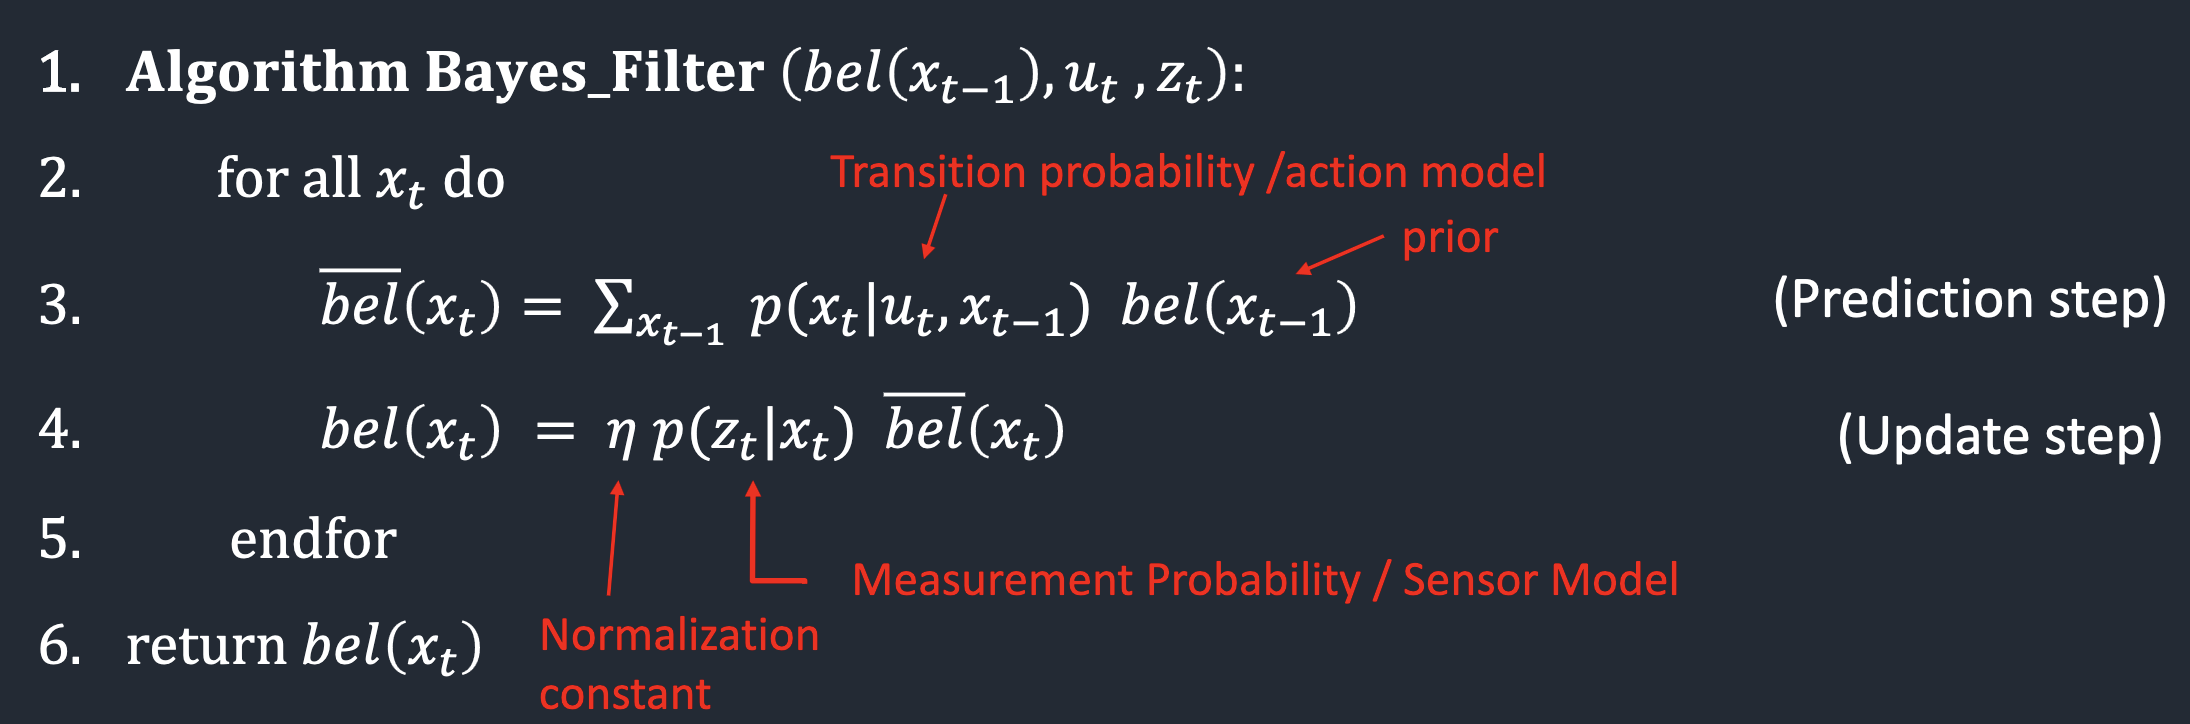 1. Algorithm Bayes_Filter (bel(x_{t−1}), u_t , z_t):
2. for all x_t do
Transition probability /action model
prior
3. \overline{bel}(x_t) = ∑_{x_{t−1}} p(x_t|u_t, x_{t−1}) bel(x_{t−1}) (Prediction step)
4. bel(x_t) = η p(z_t|x_t) \overline{bel}(x_t) (Update step)
5. endfor
Measurement Probability / Sensor Model
6. return bel(x_t)
Normalization
constant